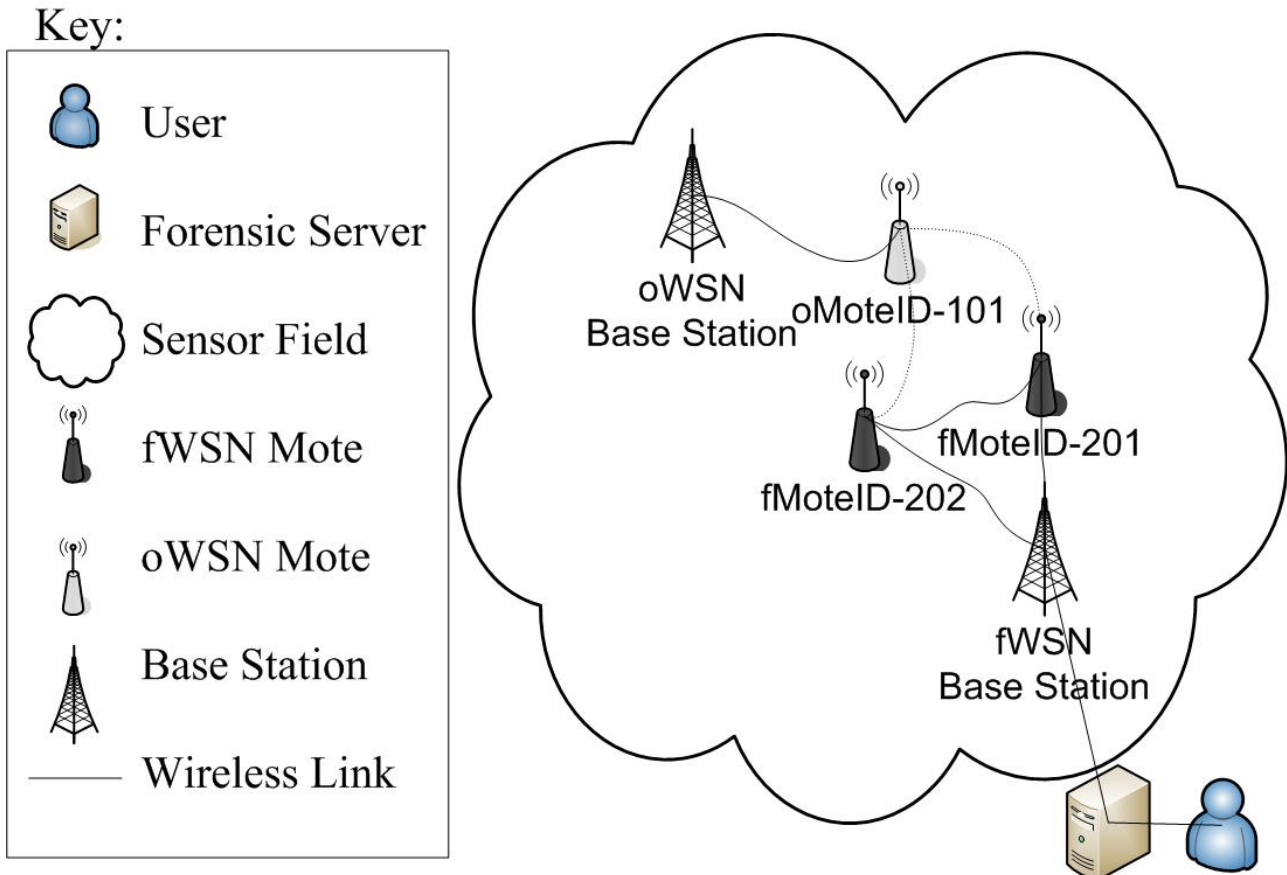 Key:
User
Forensic Server
Sensor Field
fWSN Mote
oWSN Mote
Base Station
Wireless Link
oWSN
Base Station
oMoteID-101
fMoteID-201
fMoteID-202
fWSN
Base Station